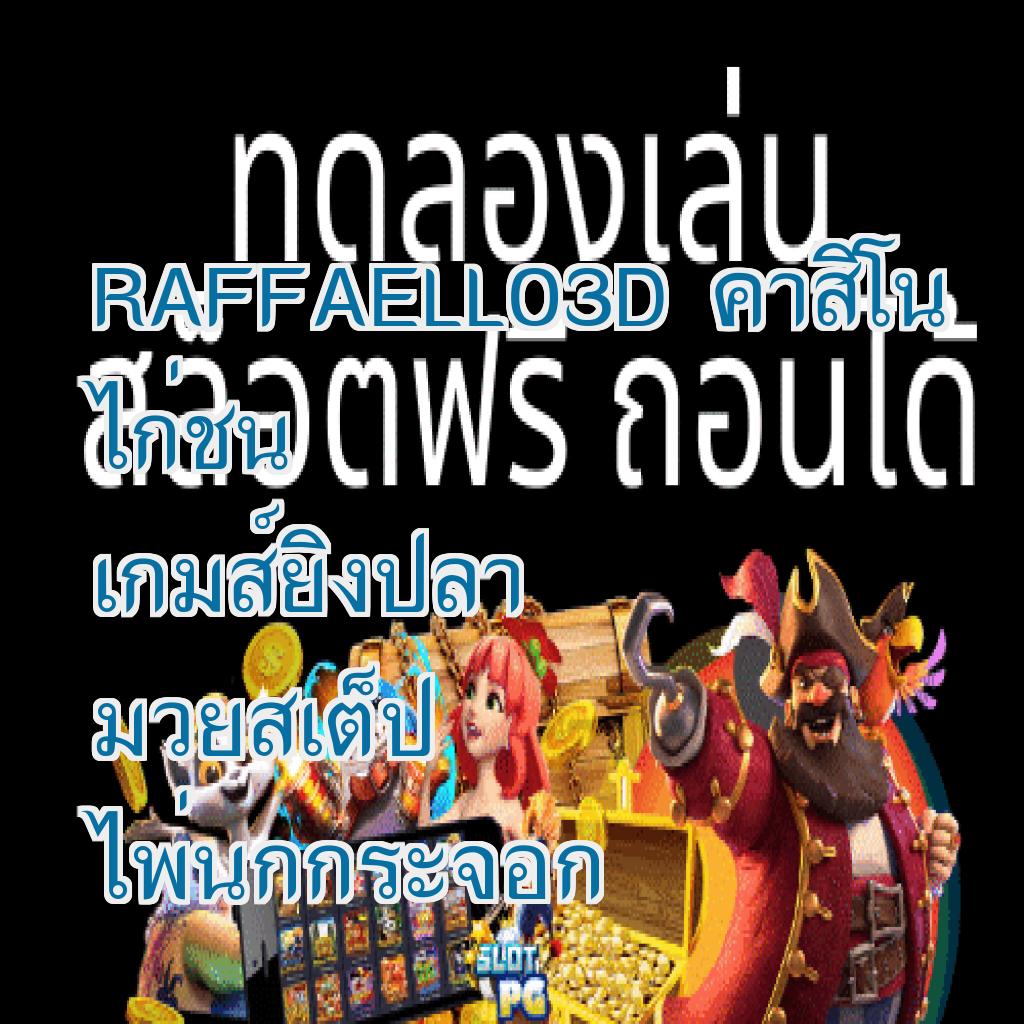 ทดลองเล่น
RAFFAELLO3D คาสิโน
สล็อตฟรี ถอนได้
ไก่ชน
เกมส์ยิงปลา
มวยสเต็ป
ไพ่นกกระจอก
SLOT
PG